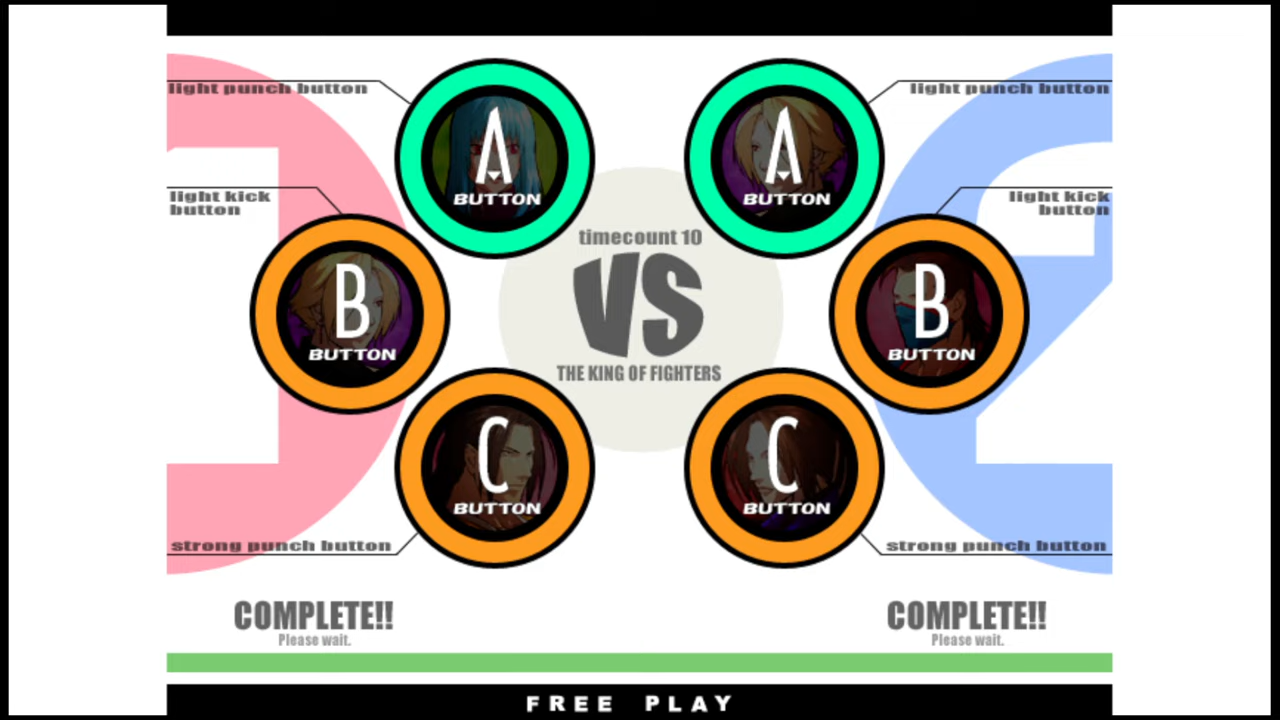 light punch button
A
BUTTON
A
BUTTON
light punch button
light kick
button
B
BUTTON
timecount 10
VS
THE KING OF FIGHTERS
light kick
button
B
BUTTON
C
BUTTON
C
BUTTON
strong punch button
strong punch button
1
2
COMPLETE!!
Please wait.
COMPLETE!!
Please wait.
FREE PLAY